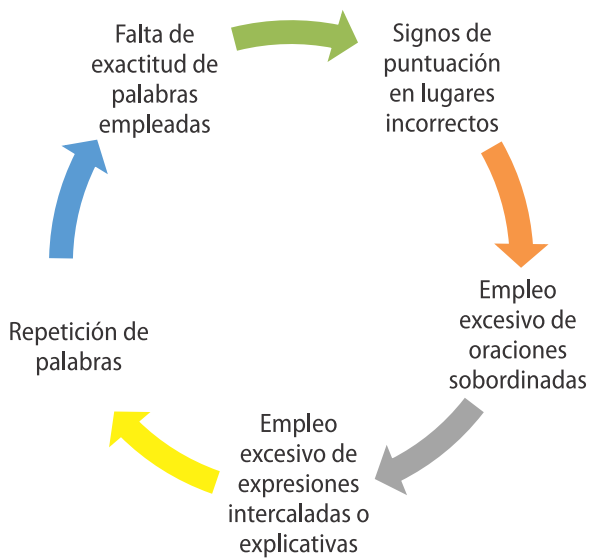 Falta de
exactitud de
palabras
empleadas
Signos de
puntuación
en lugares
incorrectos
Empleo
excesivo de
oraciones
sobordinadas
Empleo
excesivo de
expresiones
intercaladas o
explicativas
Repetición de
palabras